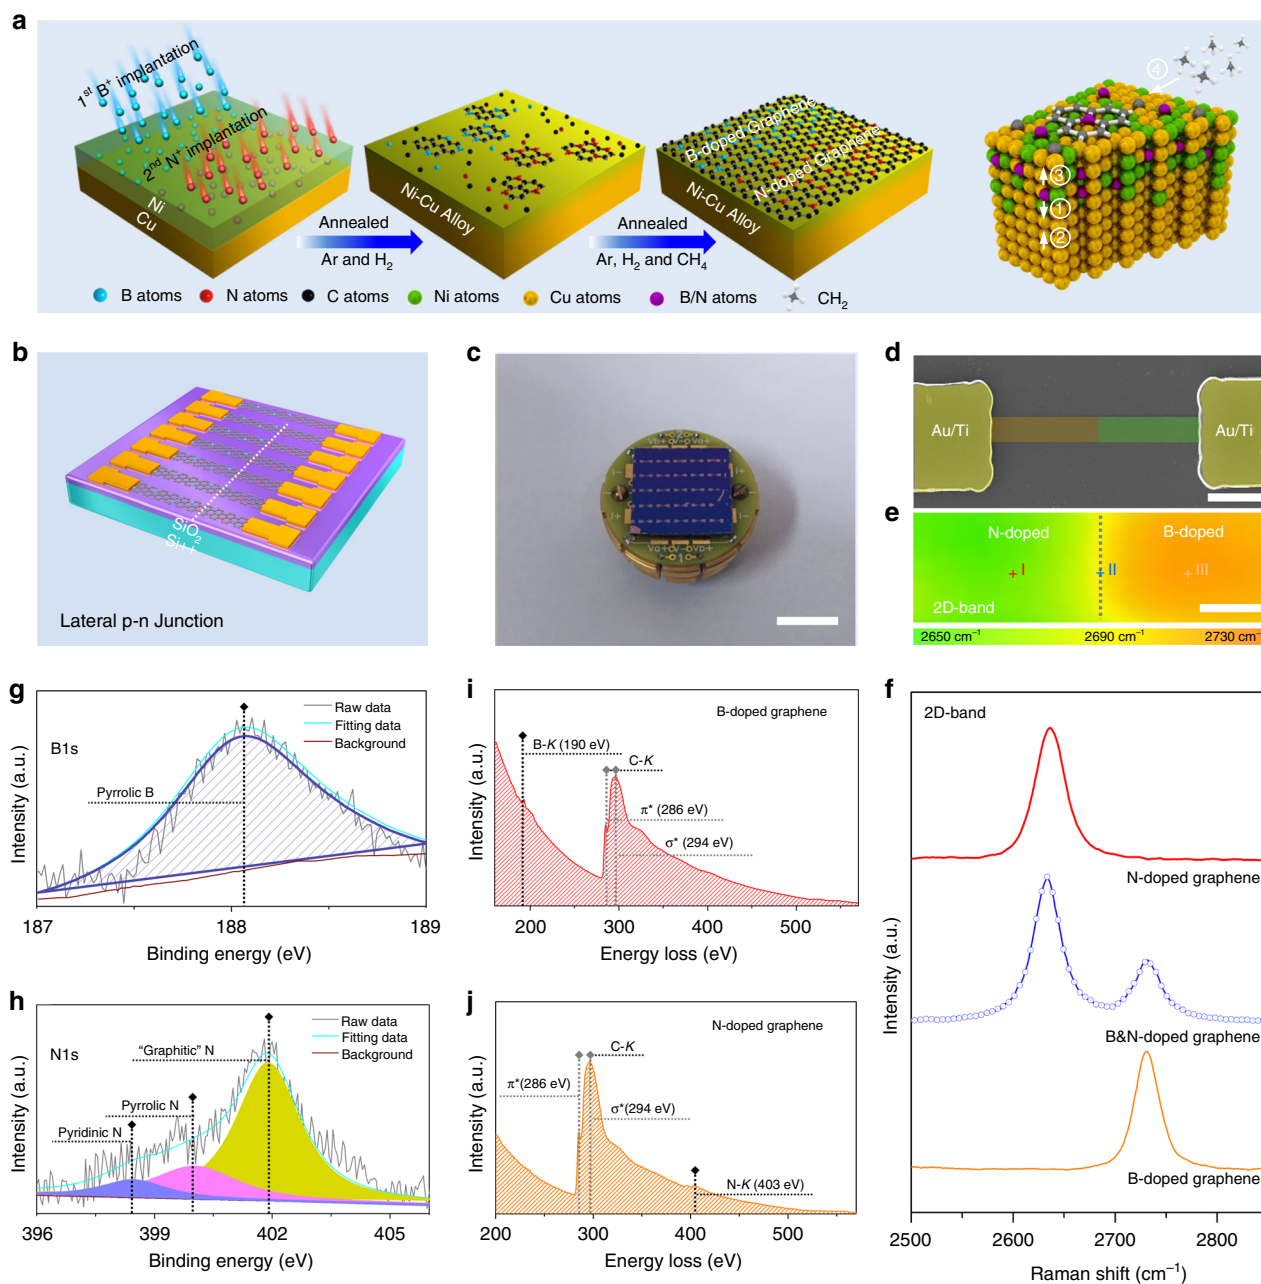 a
1st B+ implantation
2nd N+ implantation
Ni
Cu
Annealed
Ar and H2
Ni-Cu Alloy
Annealed
Ar, H2 and CH4
B-doped Graphene
N-doped Graphene
Ni-Cu Alloy
④
③
①
②
B atoms
N atoms
C atoms
Ni atoms
Cu atoms
B/N atoms
CH2
b
SiO2
Si++
Lateral p-n Junction
c
d
Au/Ti
Au/Ti
e
N-doped
B-doped
I
II
III
2D-band
2650 cm−1
2690 cm−1
2730 cm−
g
B1s
Raw data
Fitting data
Background
Pyrrolic B
Intensity (a.u.)
187
188
189
Binding energy (eV)
h
N1s
Raw data
Fitting data
Background
"Graphitic" N
Pyrrolic N
Pyridinic N
Intensity (a.u.)
396
399
402
405
Binding energy (eV)
i
B-doped graphene
B-K (190 eV)
C-K
π* (286 eV)
σ* (294 eV)
Intensity (a.u.)
200
300
400
500
Energy loss (eV)
j
N-doped graphene
C-K
π*(286 eV)
σ*(294 eV)
N-K (403 eV)
Intensity (a.u.)
200
300
400
500
Energy loss (eV)
f
2D-band
N-doped graphene
B&N-doped graphene
B-doped graphene
Intensity (a.u.)
2500
2600
2700
2800
Raman shift (cm−1)